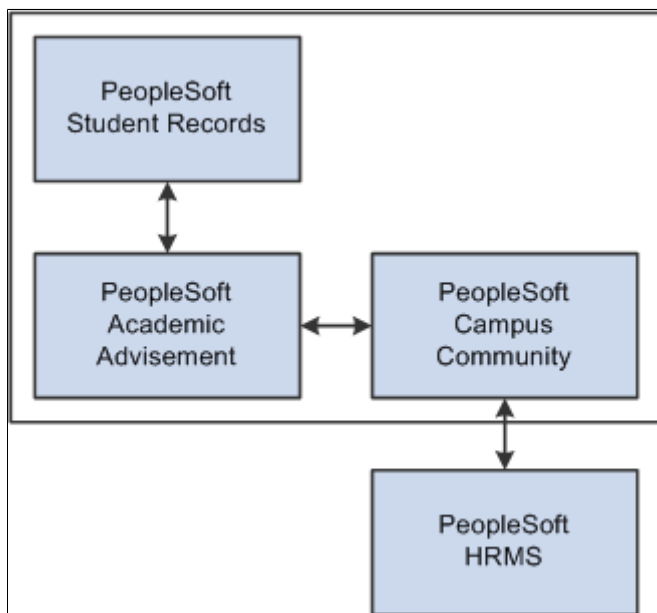 PeopleSoft
Student Records
PeopleSoft
Academic
Advisement
PeopleSoft
Campus
Community
PeopleSoft
HRMS